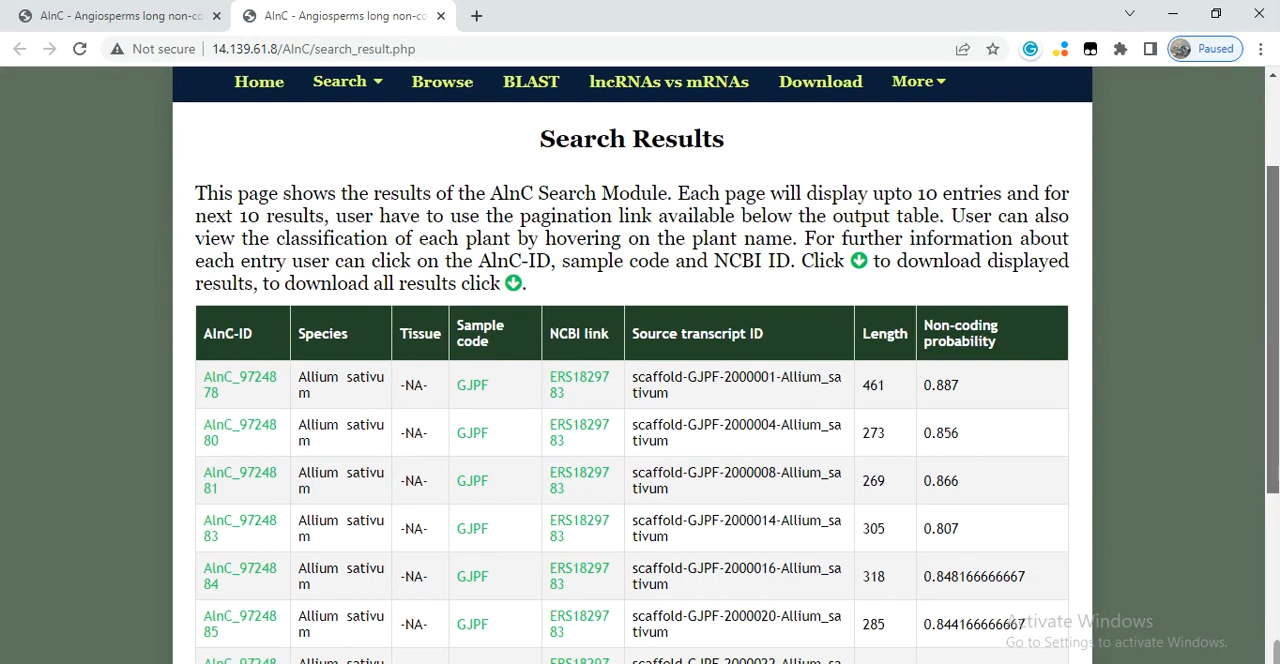 AlnC - Angiosperms long non-co
AlnC - Angiosperms long non-co
Not secure
14.139.61.8/AlnC/search_result.php
Paused
Home Search Browse BLAST lncRNAs vs mRNAs Download More
Search Results
This page shows the results of the AlnC Search Module. Each page will display upto 10 entries and for
next 10 results, user have to use the pagination link available below the output table. User can also
view the classification of each plant by hovering on the plant name. For further information about
each entry user can click on the AlnC-ID, sample code and NCBI ID. Click to download displayed
results, to download all results click .
AlnC-ID Species Tissue Sample code NCBI link Source transcript ID Length Non-coding probability
AlnC_97248 Allium sativu -NA- GJPF ERS18297 scaffold-GJPF-2000001-Allium_sa 461 0.887
78 m 83 tivum
AlnC_97248 Allium sativu -NA- GJPF ERS18297 scaffold-GJPF-2000004-Allium_sa 273 0.856
80 m 83 tivum
AlnC_97248 Allium sativu -NA- GJPF ERS18297 scaffold-GJPF-2000008-Allium_sa 269 0.866
81 m 83 tivum
AlnC_97248 Allium sativu -NA- GJPF ERS18297 scaffold-GJPF-2000014-Allium_sa 305 0.807
83 m 83 tivum
AlnC_97248 Allium sativu -NA- GJPF ERS18297 scaffold-GJPF-2000016-Allium_sa 318 0.848166666667
84 m 83 tivum
AlnC_97248 Allium sativu -NA- GJPF ERS18297 scaffold-GJPF-2000020-Allium_sa 285 0.844166666667
85 m 83 tivum
Activate Windows
Go to Settings to activate Windows.